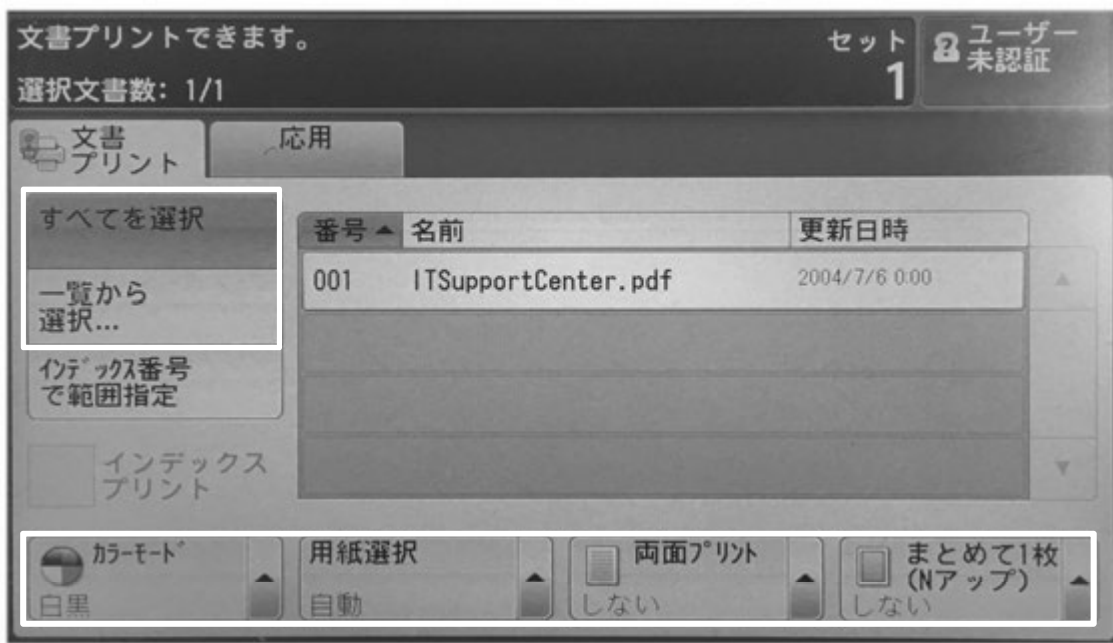 文書プリントできます。
セット
1
ユーザー
未認証
選択文書数: 1/1
文書
プリント
応用
すべてを選択
一覧から
選択...
インデックス番号
で範囲指定
インデックス
プリント
番号▲ 名前 更新日時
001 ITSupportCenter.pdf 2004/7/6 0:00
カラーモード
白黒
用紙選択
自動
両面プリント
しない
まとめて1枚
(Nアップ)
しない